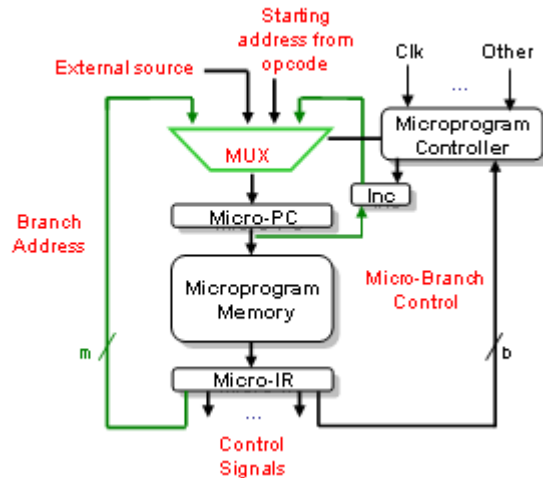 Starting
address from
opcode
External source
Clk
Other
...
Microprogram
Controller
MUX
Inc
Micro-PC
Branch
Address
Microprogram
Memory
Micro-Branch
Control
m
b
Micro-IR
...
Control
Signals